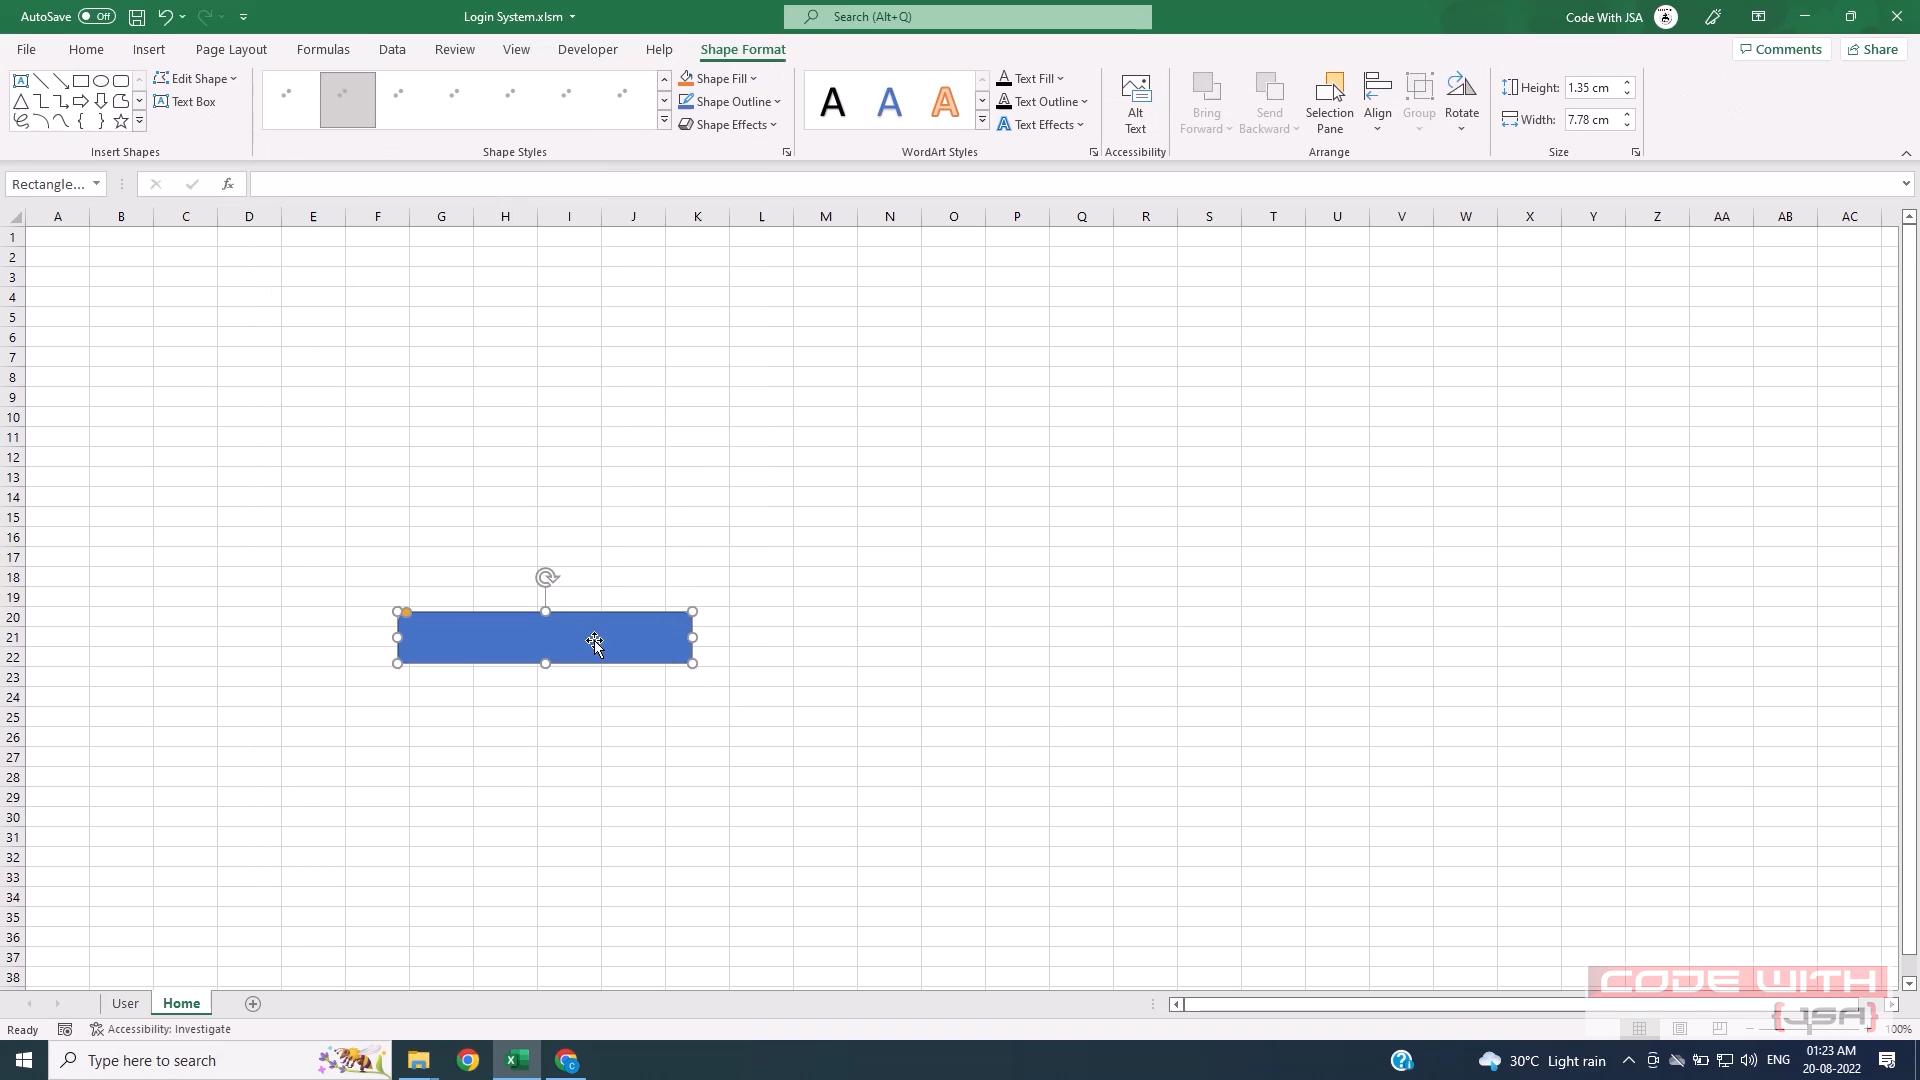 AutoSave Off Login System.xlsm Search (Alt+Q) Code With JSA
File Home Insert Page Layout Formulas Data Review View Developer Help Shape Format Comments Share
Edit Shape Shape Fill Text Fill Height: 1.35 cm
Text Box Shape Outline Text Outline
Shape Effects Text Effects Width: 7.78 cm
A A A Alt Text Bring Forward Send Backward Selection Pane Align Group Rotate
Insert Shapes Shape Styles WordArt Styles Accessibility Arrange Size
Rectangle... fx
A B C D E F G H I J K L M N O P Q R S T U V W X Y Z AA AB AC
1
2
3
4
5
6
7
8
9
10
11
12
13
14
15
16
17
18
19
20
21
22
23
24
25
26
27
28
29
30
31
32
33
34
35
36
37
38
CODE WITH
{JSA}
User Home
Ready Accessibility: Investigate 100%
Type here to search 30°C Light rain ENG 01:23 AM
20-08-2022